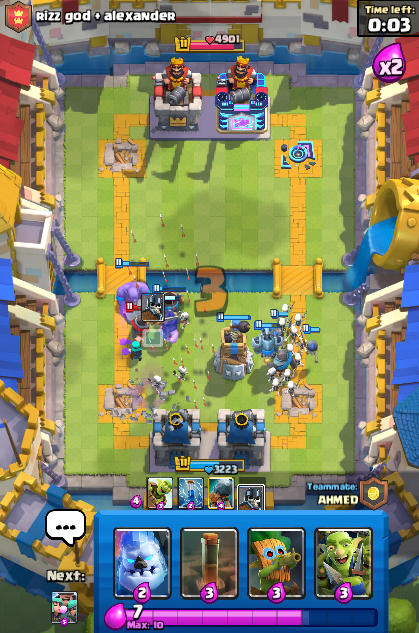 rizz god + alexander
Time left:
0:03
4901
x2
3
3223
Teammate:
AHMED
4
...
Next:
2
3
3
3
7
Max: 10